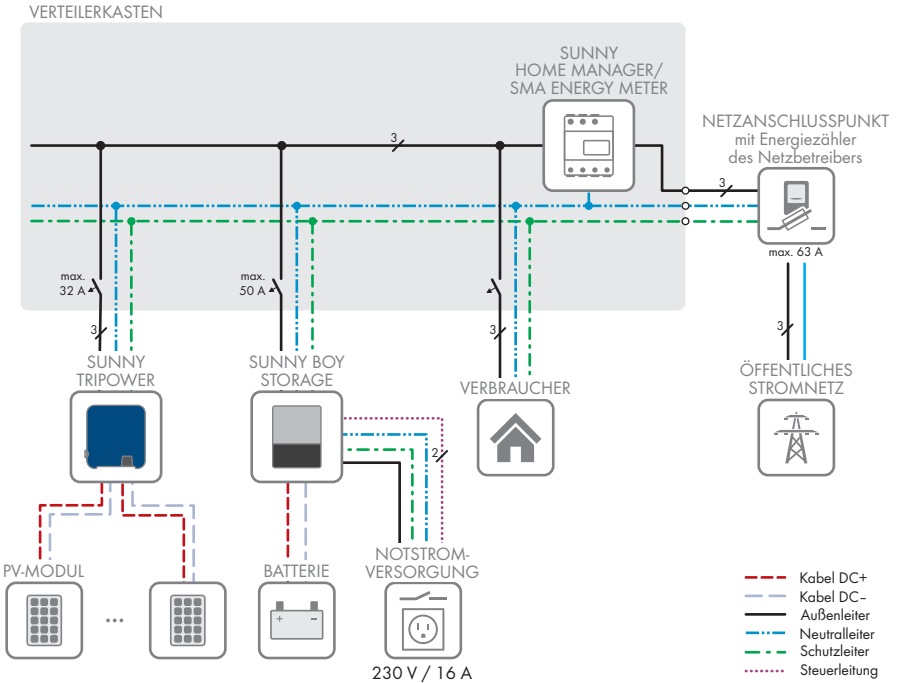 VERTEILERKASTEN
SUNNY
HOME MANAGER/
SMA ENERGY METER
NETZANSCHLUSSPUNKT
mit Energiezähler
des Netzbetreibers
3
3
max. 63 A
max.
32 A
max.
50 A
3
3
3
SUNNY
TRIPOWER
SUNNY BOY
STORAGE
VERBRAUCHER
ÖFFENTLICHES
STROMNETZ
2
PV-MODUL
...
BATTERIE
+ −
NOTSTROM-
VERSORGUNG
230 V / 16 A
Kabel DC+
Kabel DC−
Außenleiter
Neutralleiter
Schutzleiter
Steuerleitung